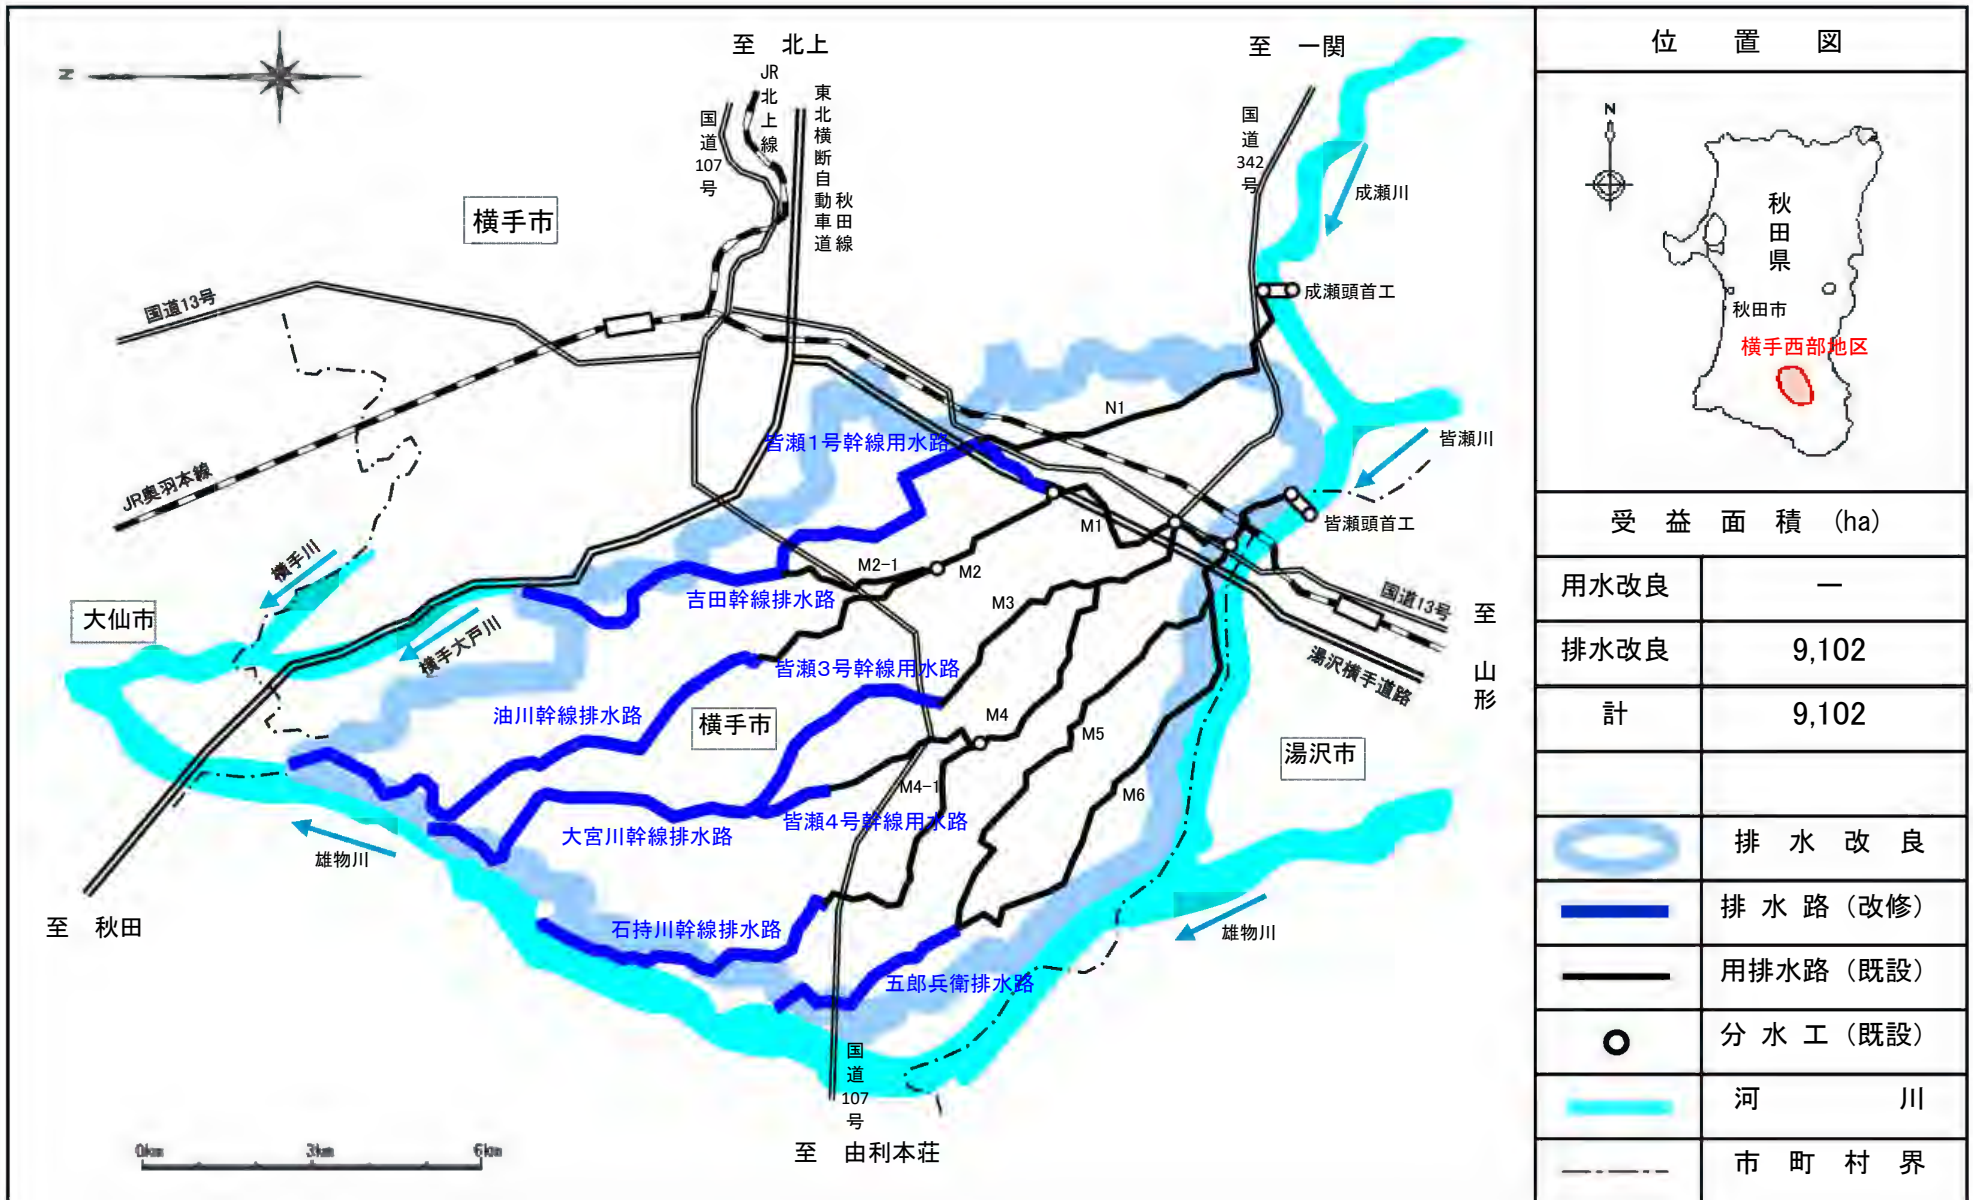 N
至 北上
JR北上線
国道107号
東北横断自動車道
秋田線
至 一関
国道342号
成瀬川
横手市
成瀬頭首工
国道13号
JR奥羽本線
N1
皆瀬1号幹線用水路
皆瀬川
皆瀬頭首工
M1
M2-1
M2
吉田幹線排水路
M3
国道13号
至 山形
湯沢横手道路
横手川
大仙市
横手大戸川
皆瀬3号幹線用水路
油川幹線排水路
横手市
M4
M5
湯沢市
M4-1
M6
皆瀬4号幹線用水路
大宮川幹線排水路
雄物川
至 秋田
石持川幹線排水路
雄物川
五郎兵衛排水路
国道107号
至 由利本荘
0km 3km 6km
位 置 図
N
秋田県
秋田市
横手西部地区
受 益 面 積 (ha)
用水改良 ―
排水改良 9,102
計 9,102
排 水 改 良
排 水 路 (改修)
用排水路 (既設)
分 水 工 (既設)
河 川
市 町 村 界